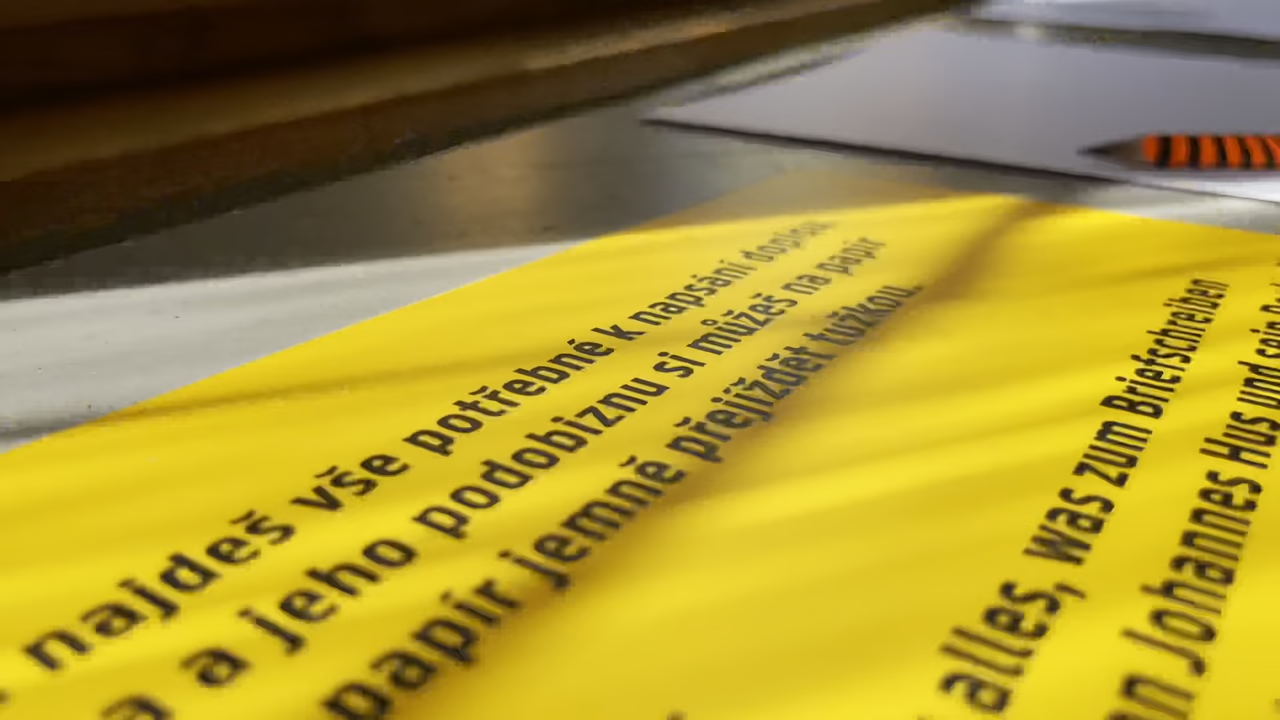 najdeš vše potřebné k napsání dopisu
a jeho podobiznu si můžeš na papír
papír jemně přejíždět tužkou.
alles, was zum Briefschreiben
Johannes Hus und sein